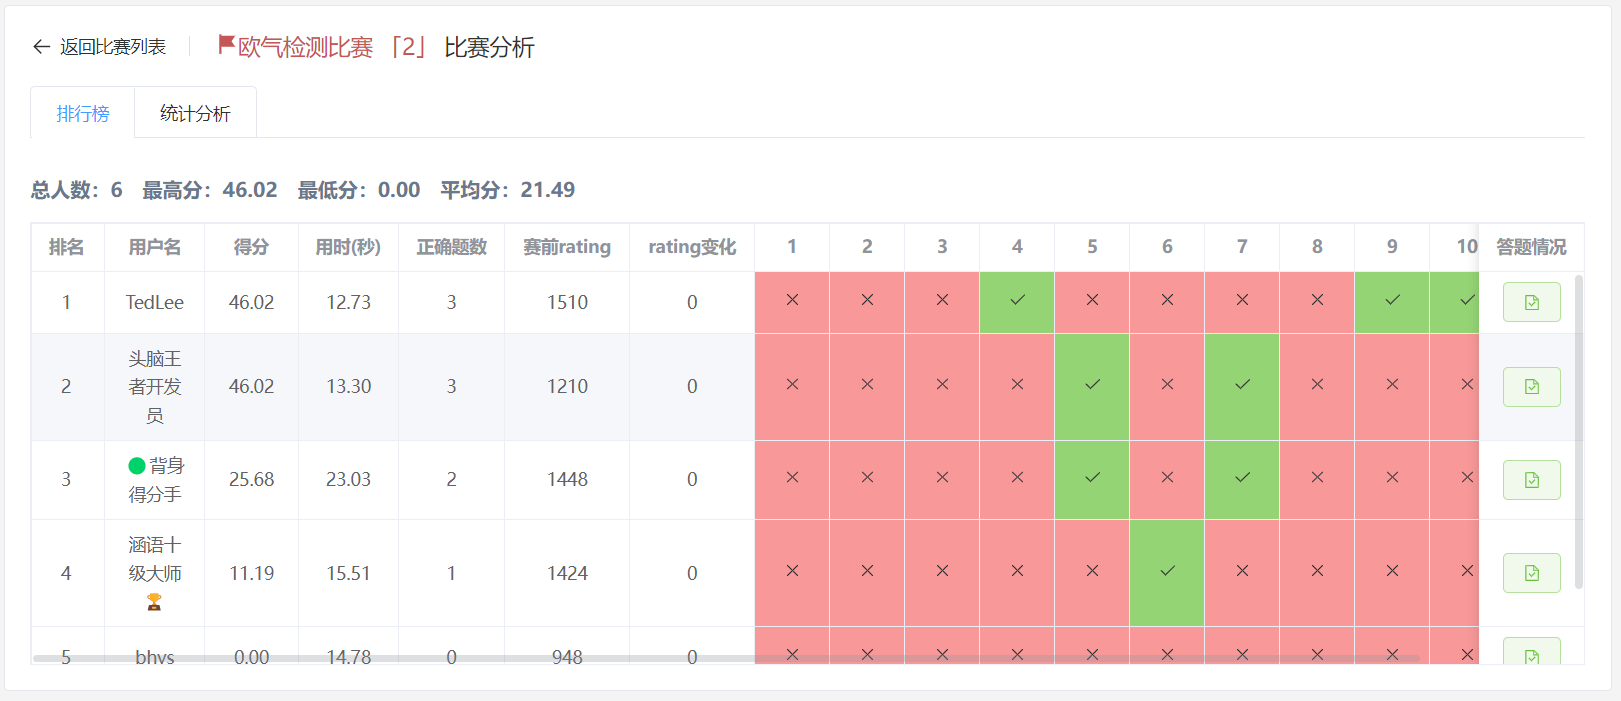 返回比赛列表 欧气检测比赛 「2」 比赛分析
排行榜 统计分析
总人数：6 最高分：46.02 最低分：0.00 平均分：21.49
排名 用户名 得分 用时(秒) 正确题数 赛前rating rating变化 1 2 3 4 5 6 7 8 9 10 答题情况
1 TedLee 46.02 12.73 3 1510 0
2 头脑王者开发员 46.02 13.30 3 1210 0
3 背身得分手 25.68 23.03 2 1448 0
4 涵语十级大师 11.19 15.51 1 1424 0
5 bhvs 0.00 14.78 0 948 0